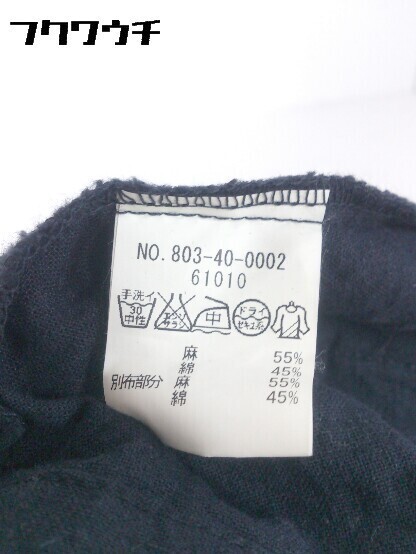 フクワウチ
NO. 803-40-0002
61010
手洗イ 30 中性 エンソ サラシ 中 ドライ セキユ系
麻 55%
綿 45%
別布部分 麻 55%
綿 45%